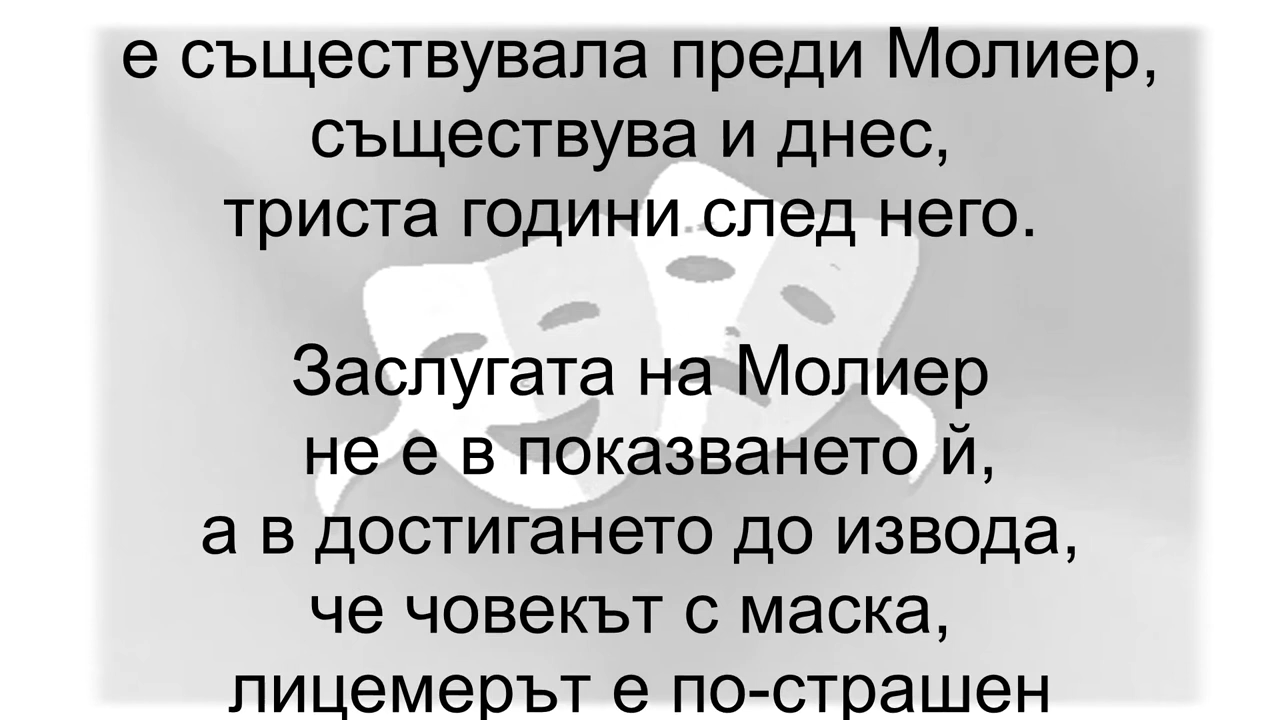 е съществувала преди Молиер,
съществува и днес,
триста години след него.
Заслугата на Молиер
не е в показването й,
а в достигането до извода,
че човекът с маска,
лицемерът е по-страшен